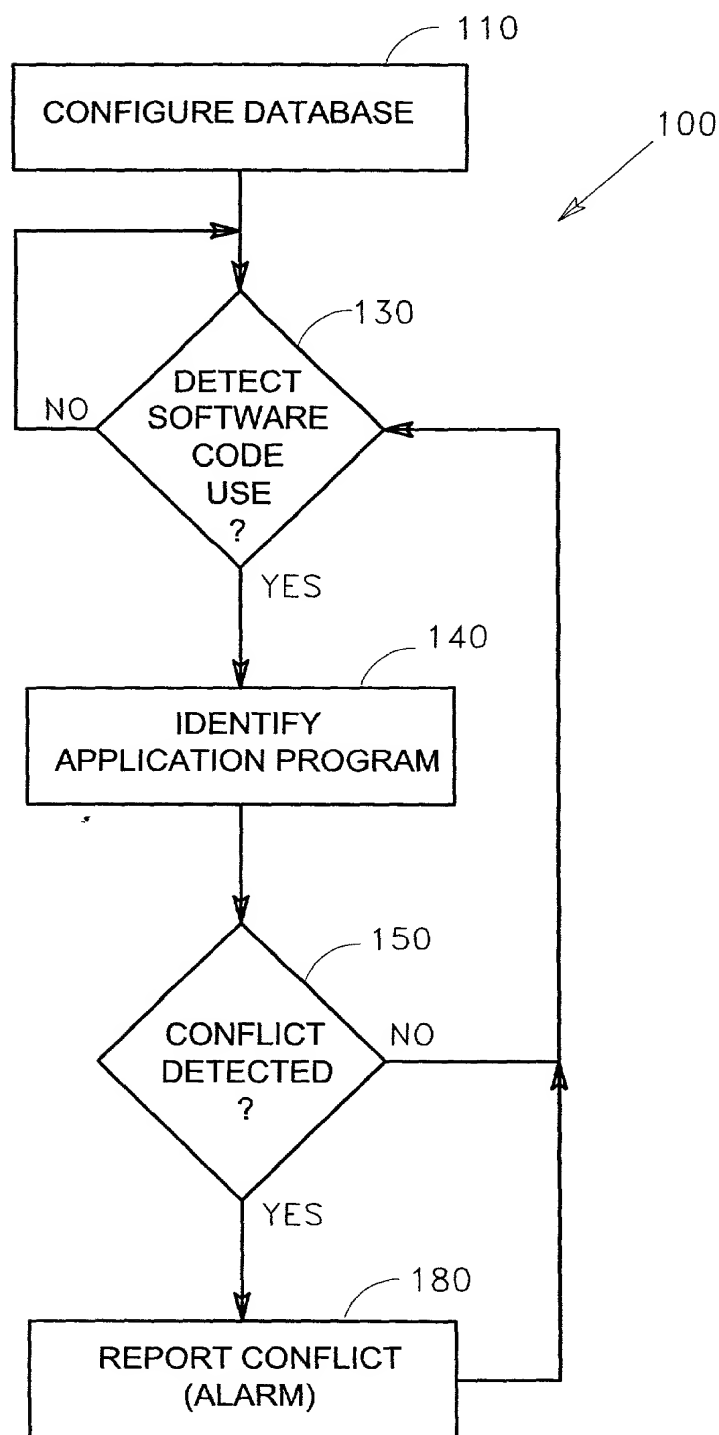 110
CONFIGURE DATABASE
100
130
DETECT
SOFTWARE
CODE
USE
?
NO
YES
140
IDENTIFY
APPLICATION PROGRAM
150
CONFLICT
DETECTED
?
NO
YES
180
REPORT CONFLICT
(ALARM)